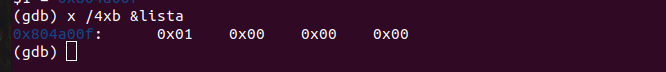 (gdb) x /4xb &lista
0x804a00f: 0x01 0x00 0x00 0x00
(gdb)